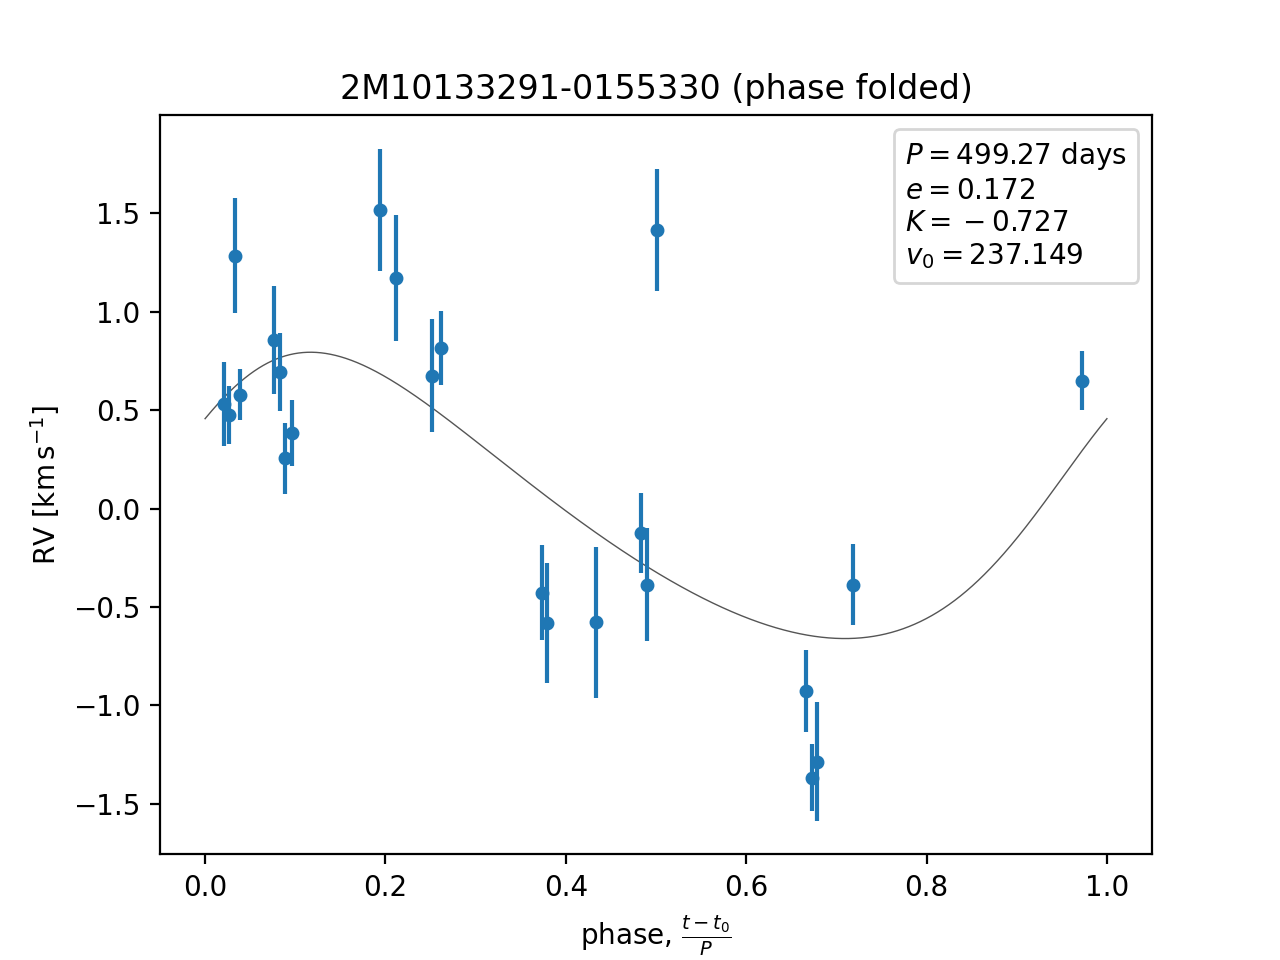 2M10133291-0155330 (phase folded)
P = 499.27 days
e = 0.172
K = −0.727
v₀ = 237.149
1.5
1.0
0.5
0.0
−0.5
−1.0
−1.5
RV [km s⁻¹]
0.0 0.2 0.4 0.6 0.8 1.0
phase, (t − t₀)/P